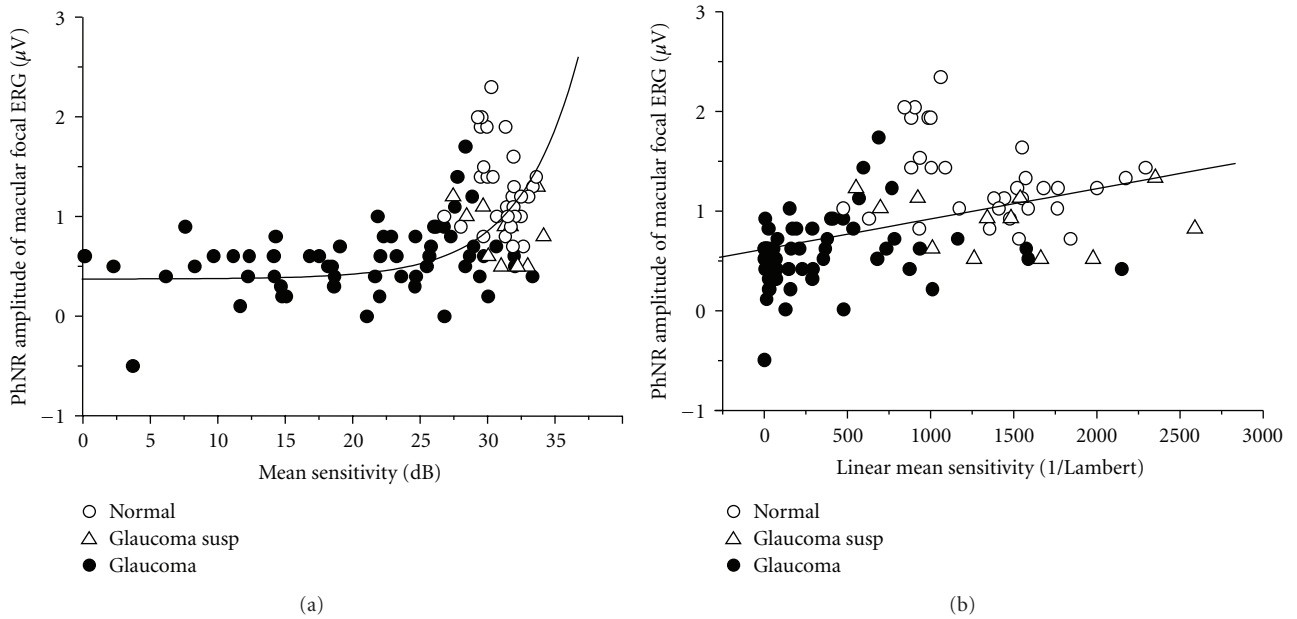 PhNR amplitude of macular focal ERG (µV)
3
2
1
0
−1
0 5 10 15 20 25 30 35
Mean sensitivity (dB)
Normal
Glaucoma susp
Glaucoma
(a)
PhNR amplitude of macular focal ERG (µV)
3
2
1
0
−1
0 500 1000 1500 2000 2500 3000
Linear mean sensitivity (1/Lambert)
Normal
Glaucoma susp
Glaucoma
(b)